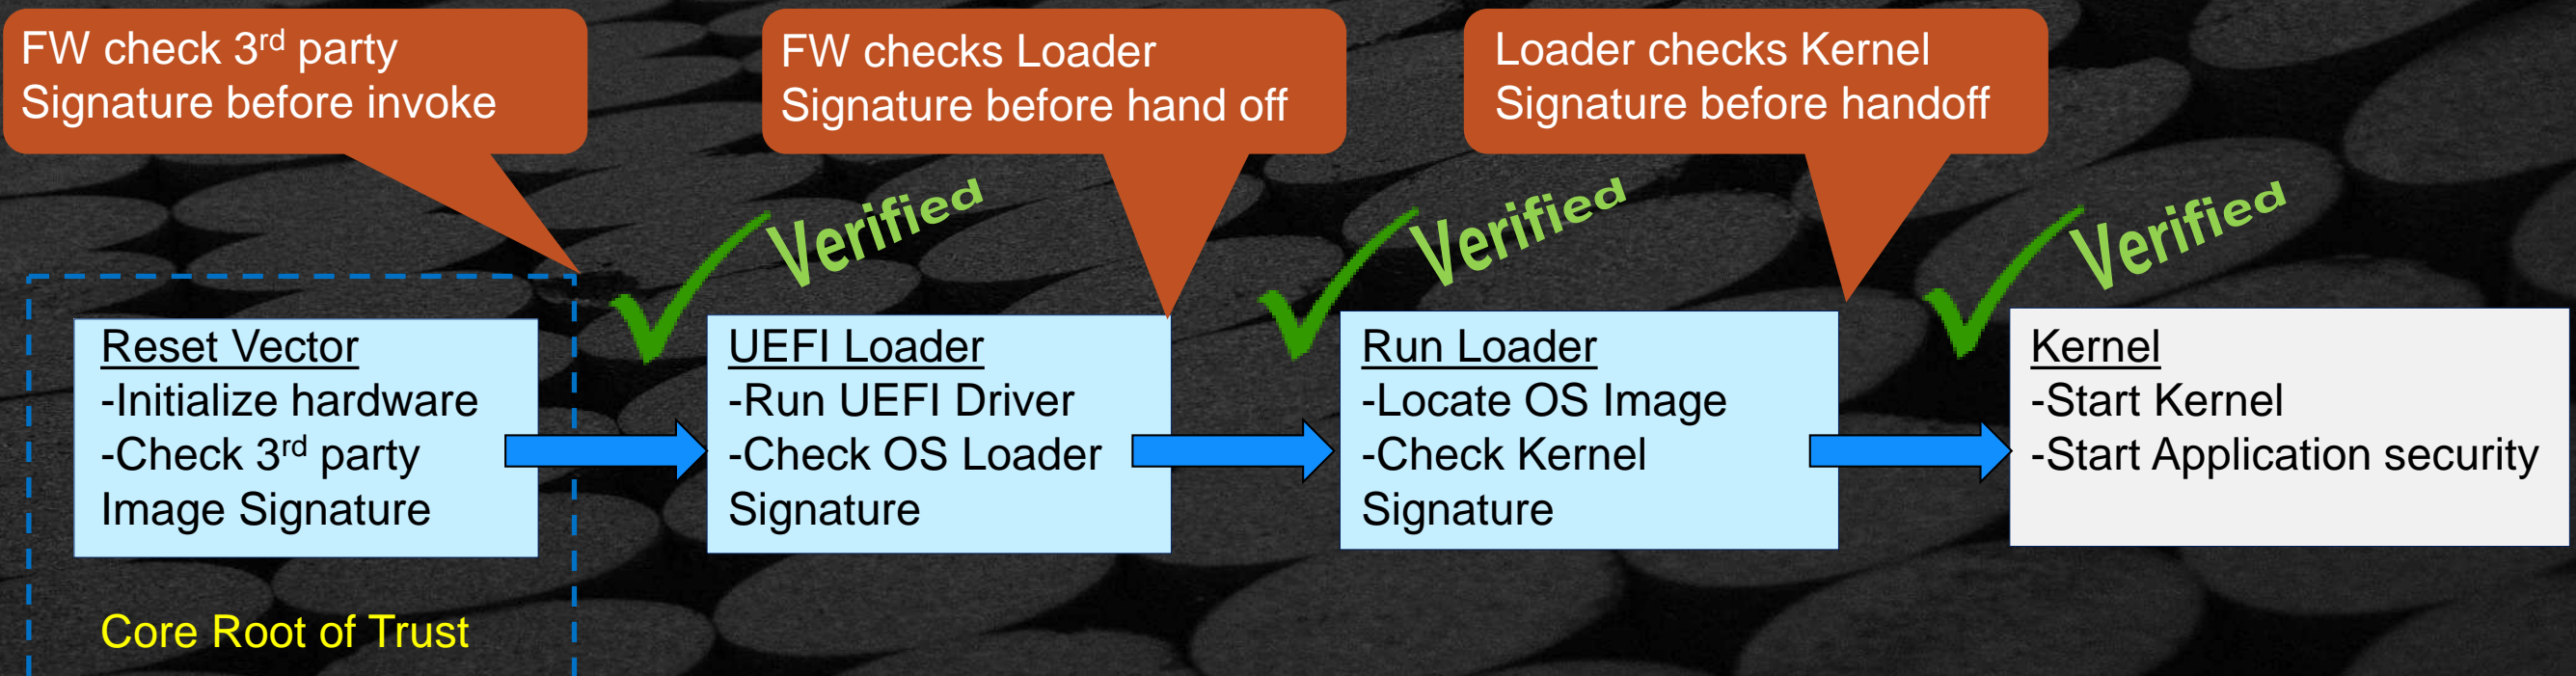 FW check 3rd party
Signature before invoke
FW checks Loader
Signature before hand off
Loader checks Kernel
Signature before handoff
Verified
Verified
Verified
Reset Vector
-Initialize hardware
-Check 3rd party
Image Signature
UEFI Loader
-Run UEFI Driver
-Check OS Loader
Signature
Run Loader
-Locate OS Image
-Check Kernel
Signature
Kernel
-Start Kernel
-Start Application security
Core Root of Trust